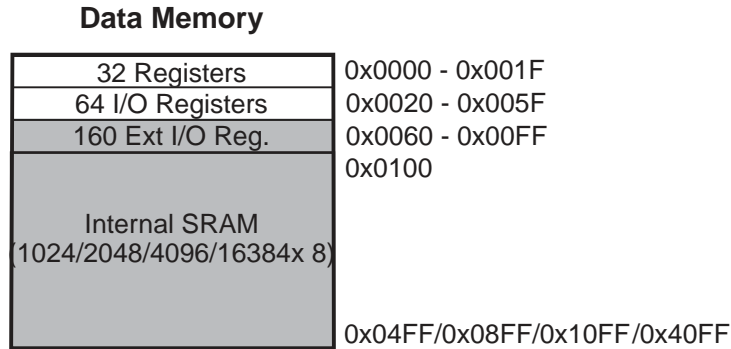 Data Memory
32 Registers 0x0000 - 0x001F
64 I/O Registers 0x0020 - 0x005F
160 Ext I/O Reg. 0x0060 - 0x00FF
0x0100
Internal SRAM
(1024/2048/4096/16384x 8)
0x04FF/0x08FF/0x10FF/0x40FF